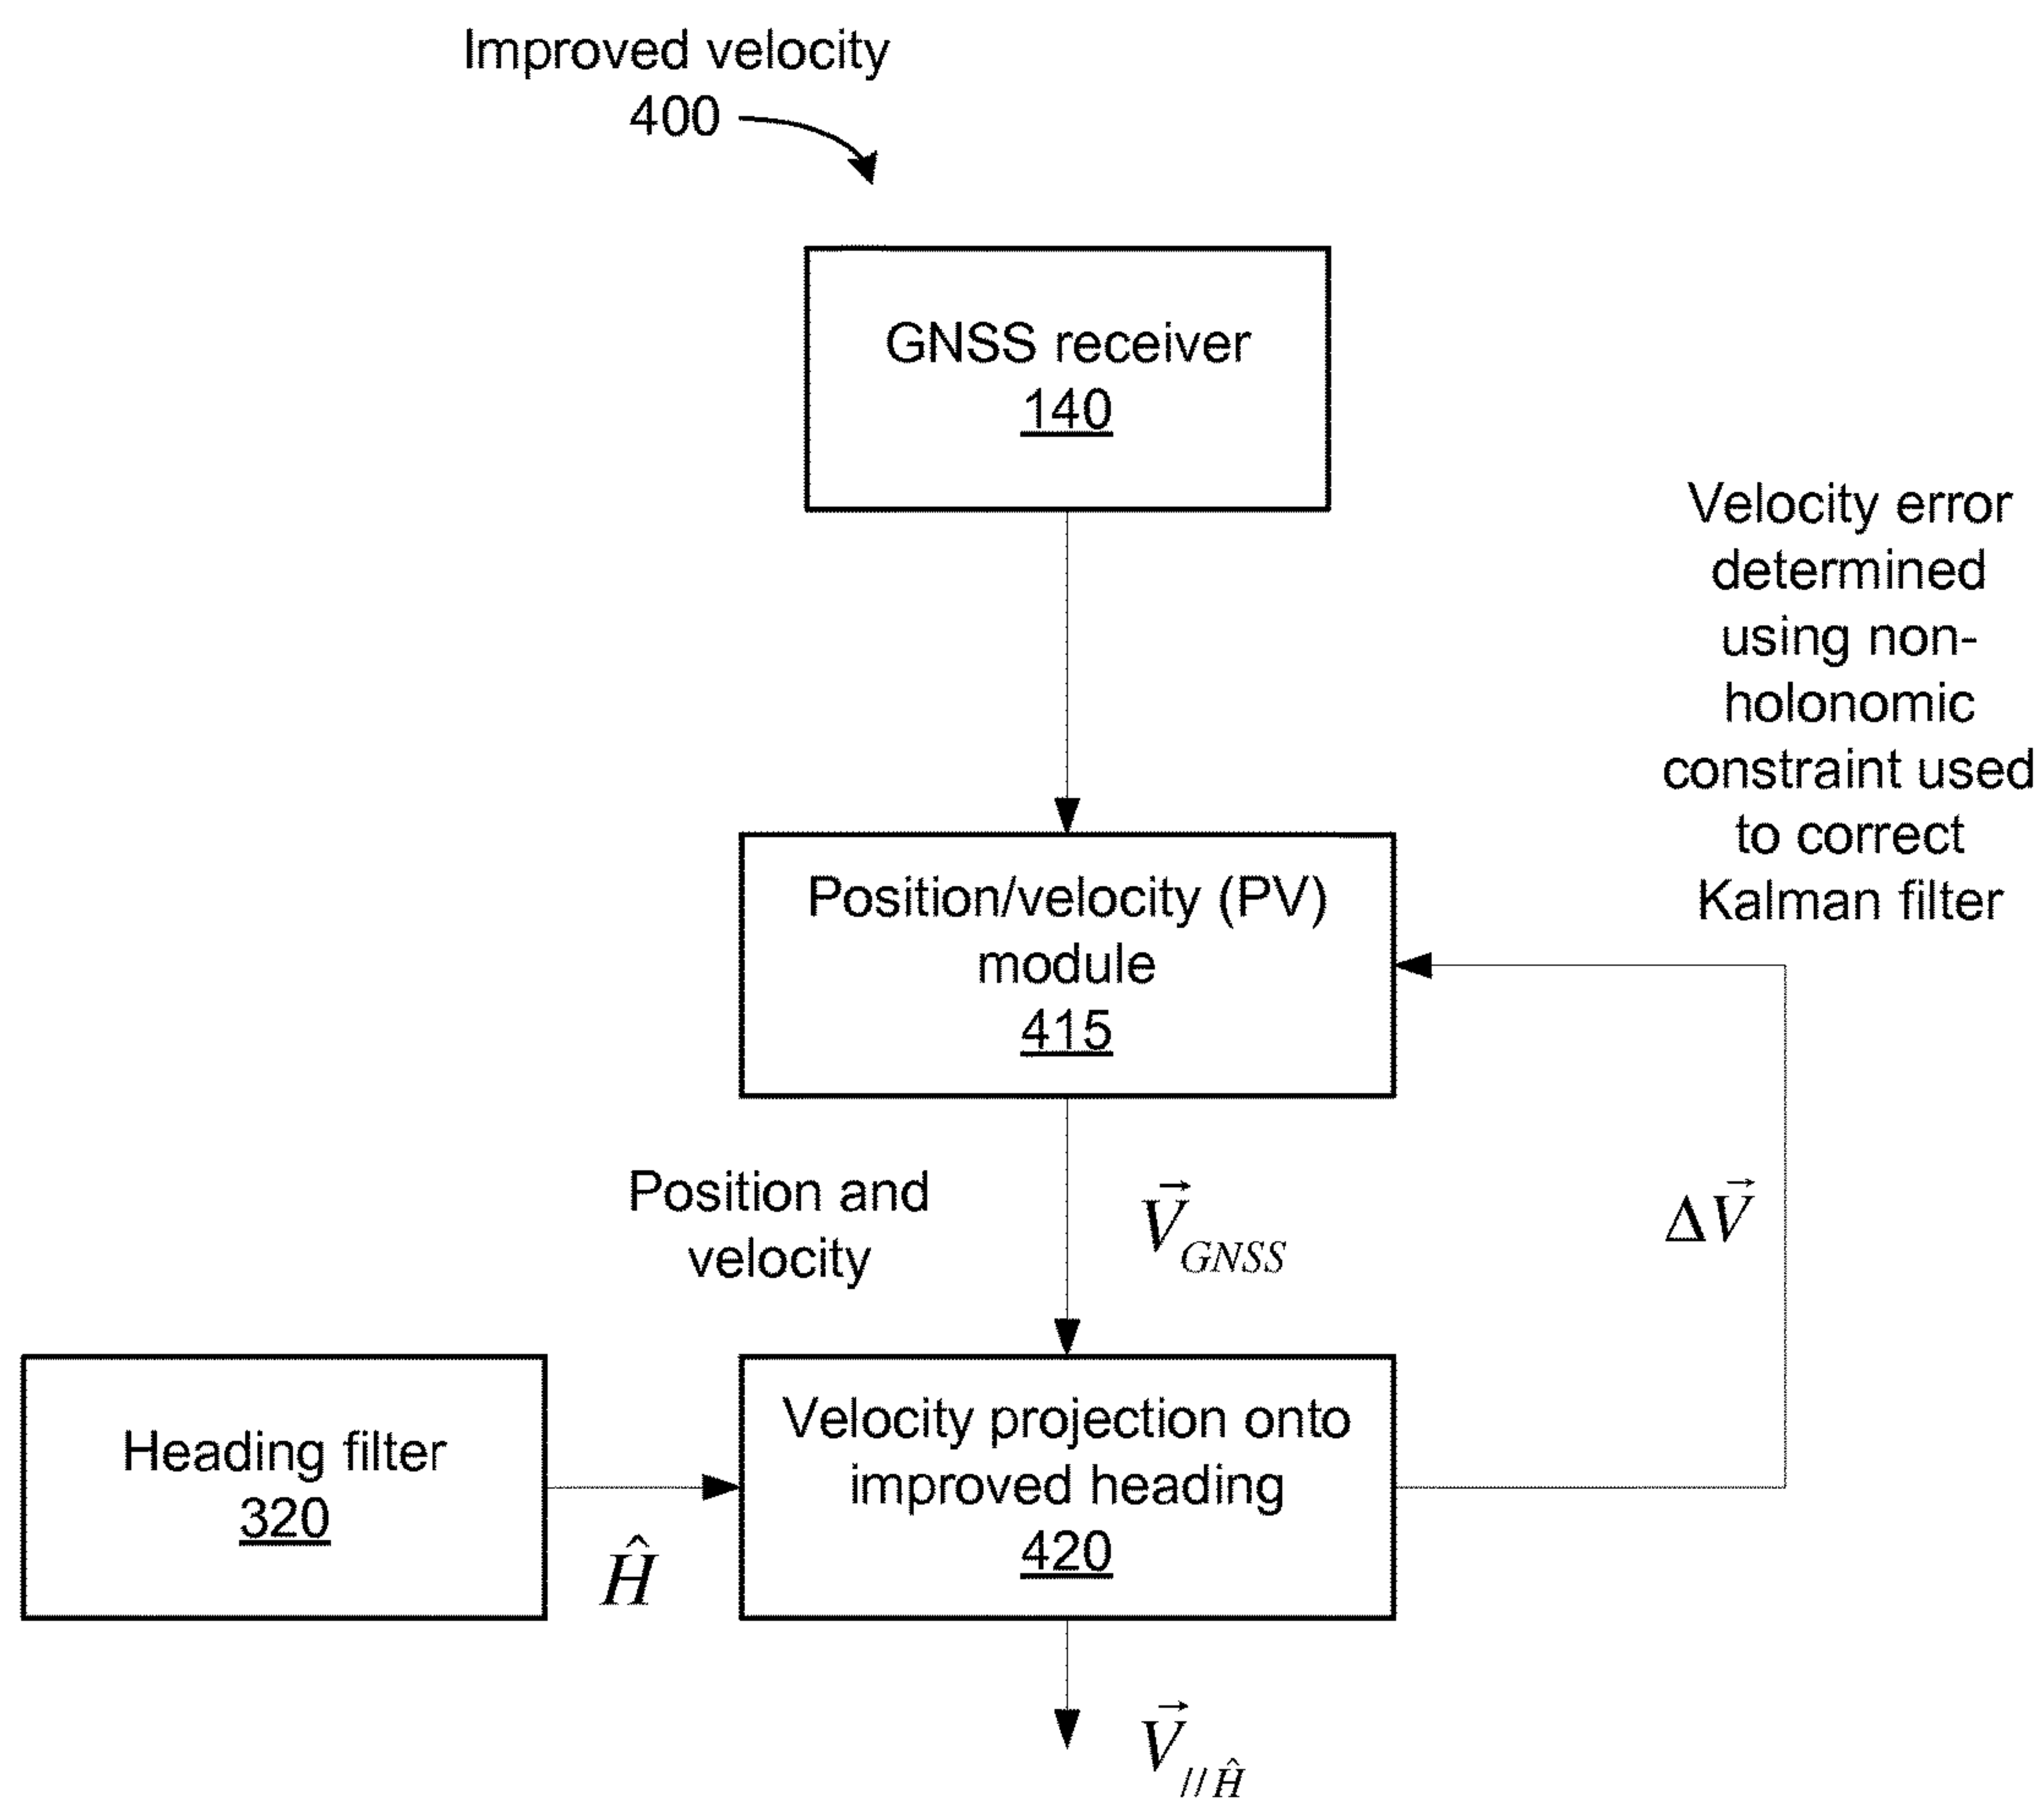 Improved velocity
400
GNSS receiver
140
Velocity error
determined
using non-
holonomic
constraint used
to correct
Kalman filter
Position/velocity (PV)
module
415
Position and
velocity
V⃗_GNSS
ΔV⃗
Heading filter
320
Ĥ
Velocity projection onto
improved heading
420
V⃗_//Ĥ